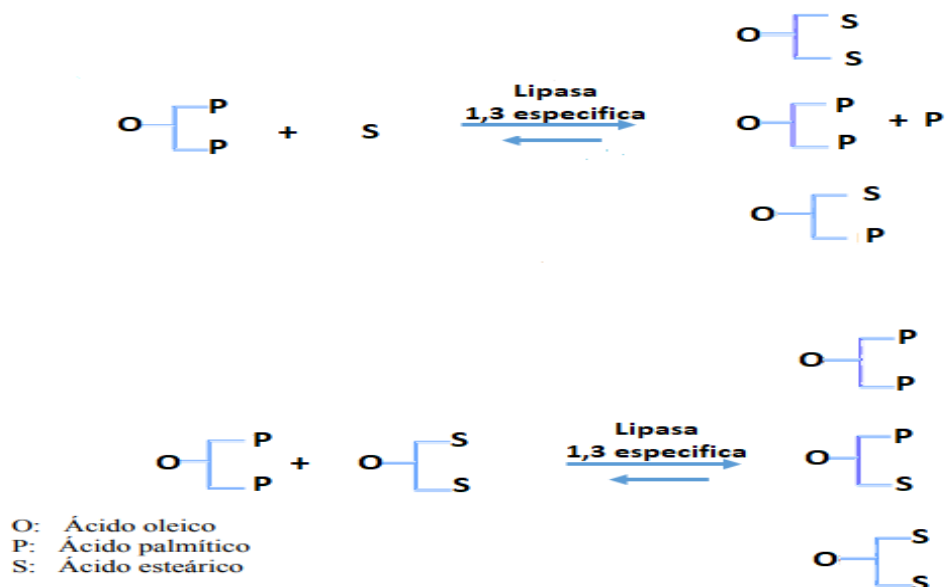 O S
S
Lipasa
1,3 especifica
O P
P
+ S
O P
P
+ P
O S
P
O P
P
O P
P
+
O S
S
Lipasa
1,3 especifica
O P
S
O: Ácido oleico
P: Ácido palmítico
S: Ácido esteárico
O S
S